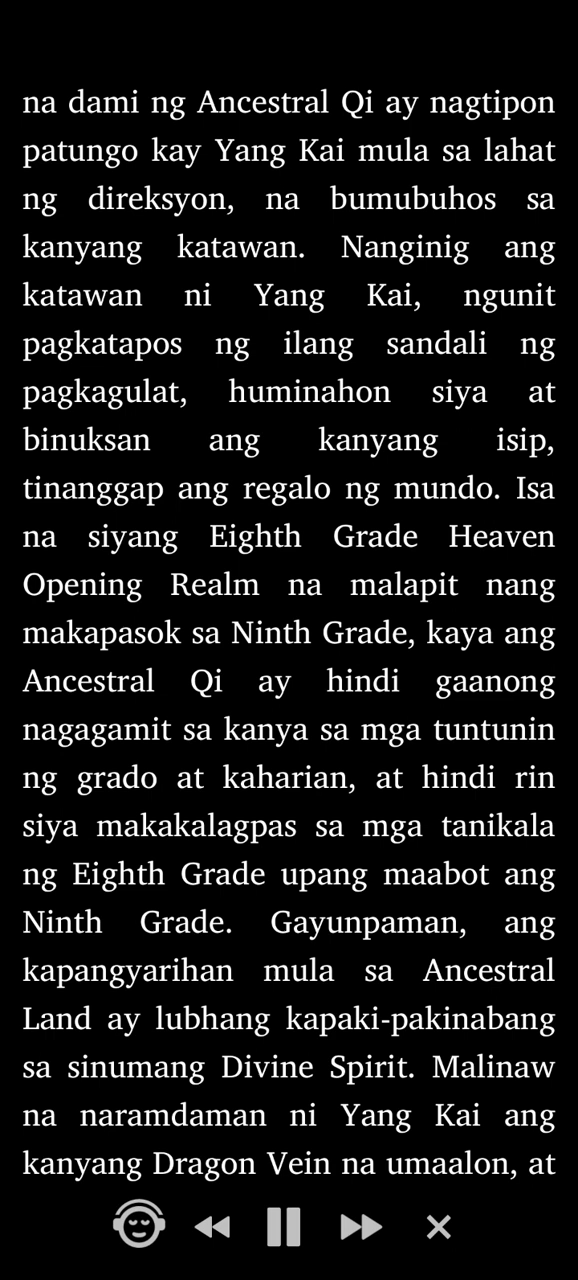 na dami ng Ancestral Qi ay nagtipon
patungo kay Yang Kai mula sa lahat
ng direksyon, na bumubuhos sa
kanyang katawan. Nanginig ang
katawan ni Yang Kai, ngunit
pagkatapos ng ilang sandali ng
pagkagulat, huminahon siya at
binuksan ang kanyang isip,
tinanggap ang regalo ng mundo. Isa
na siyang Eighth Grade Heaven
Opening Realm na malapit nang
makapasok sa Ninth Grade, kaya ang
Ancestral Qi ay hindi gaanong
nagagamit sa kanya sa mga tuntunin
ng grado at kaharian, at hindi rin
siya makakalagpas sa mga tanikala
ng Eighth Grade upang maabot ang
Ninth Grade. Gayunpaman, ang
kapangyarihan mula sa Ancestral
Land ay lubhang kapaki-pakinabang
sa sinumang Divine Spirit. Malinaw
na naramdaman ni Yang Kai ang
kanyang Dragon Vein na umaalon, at